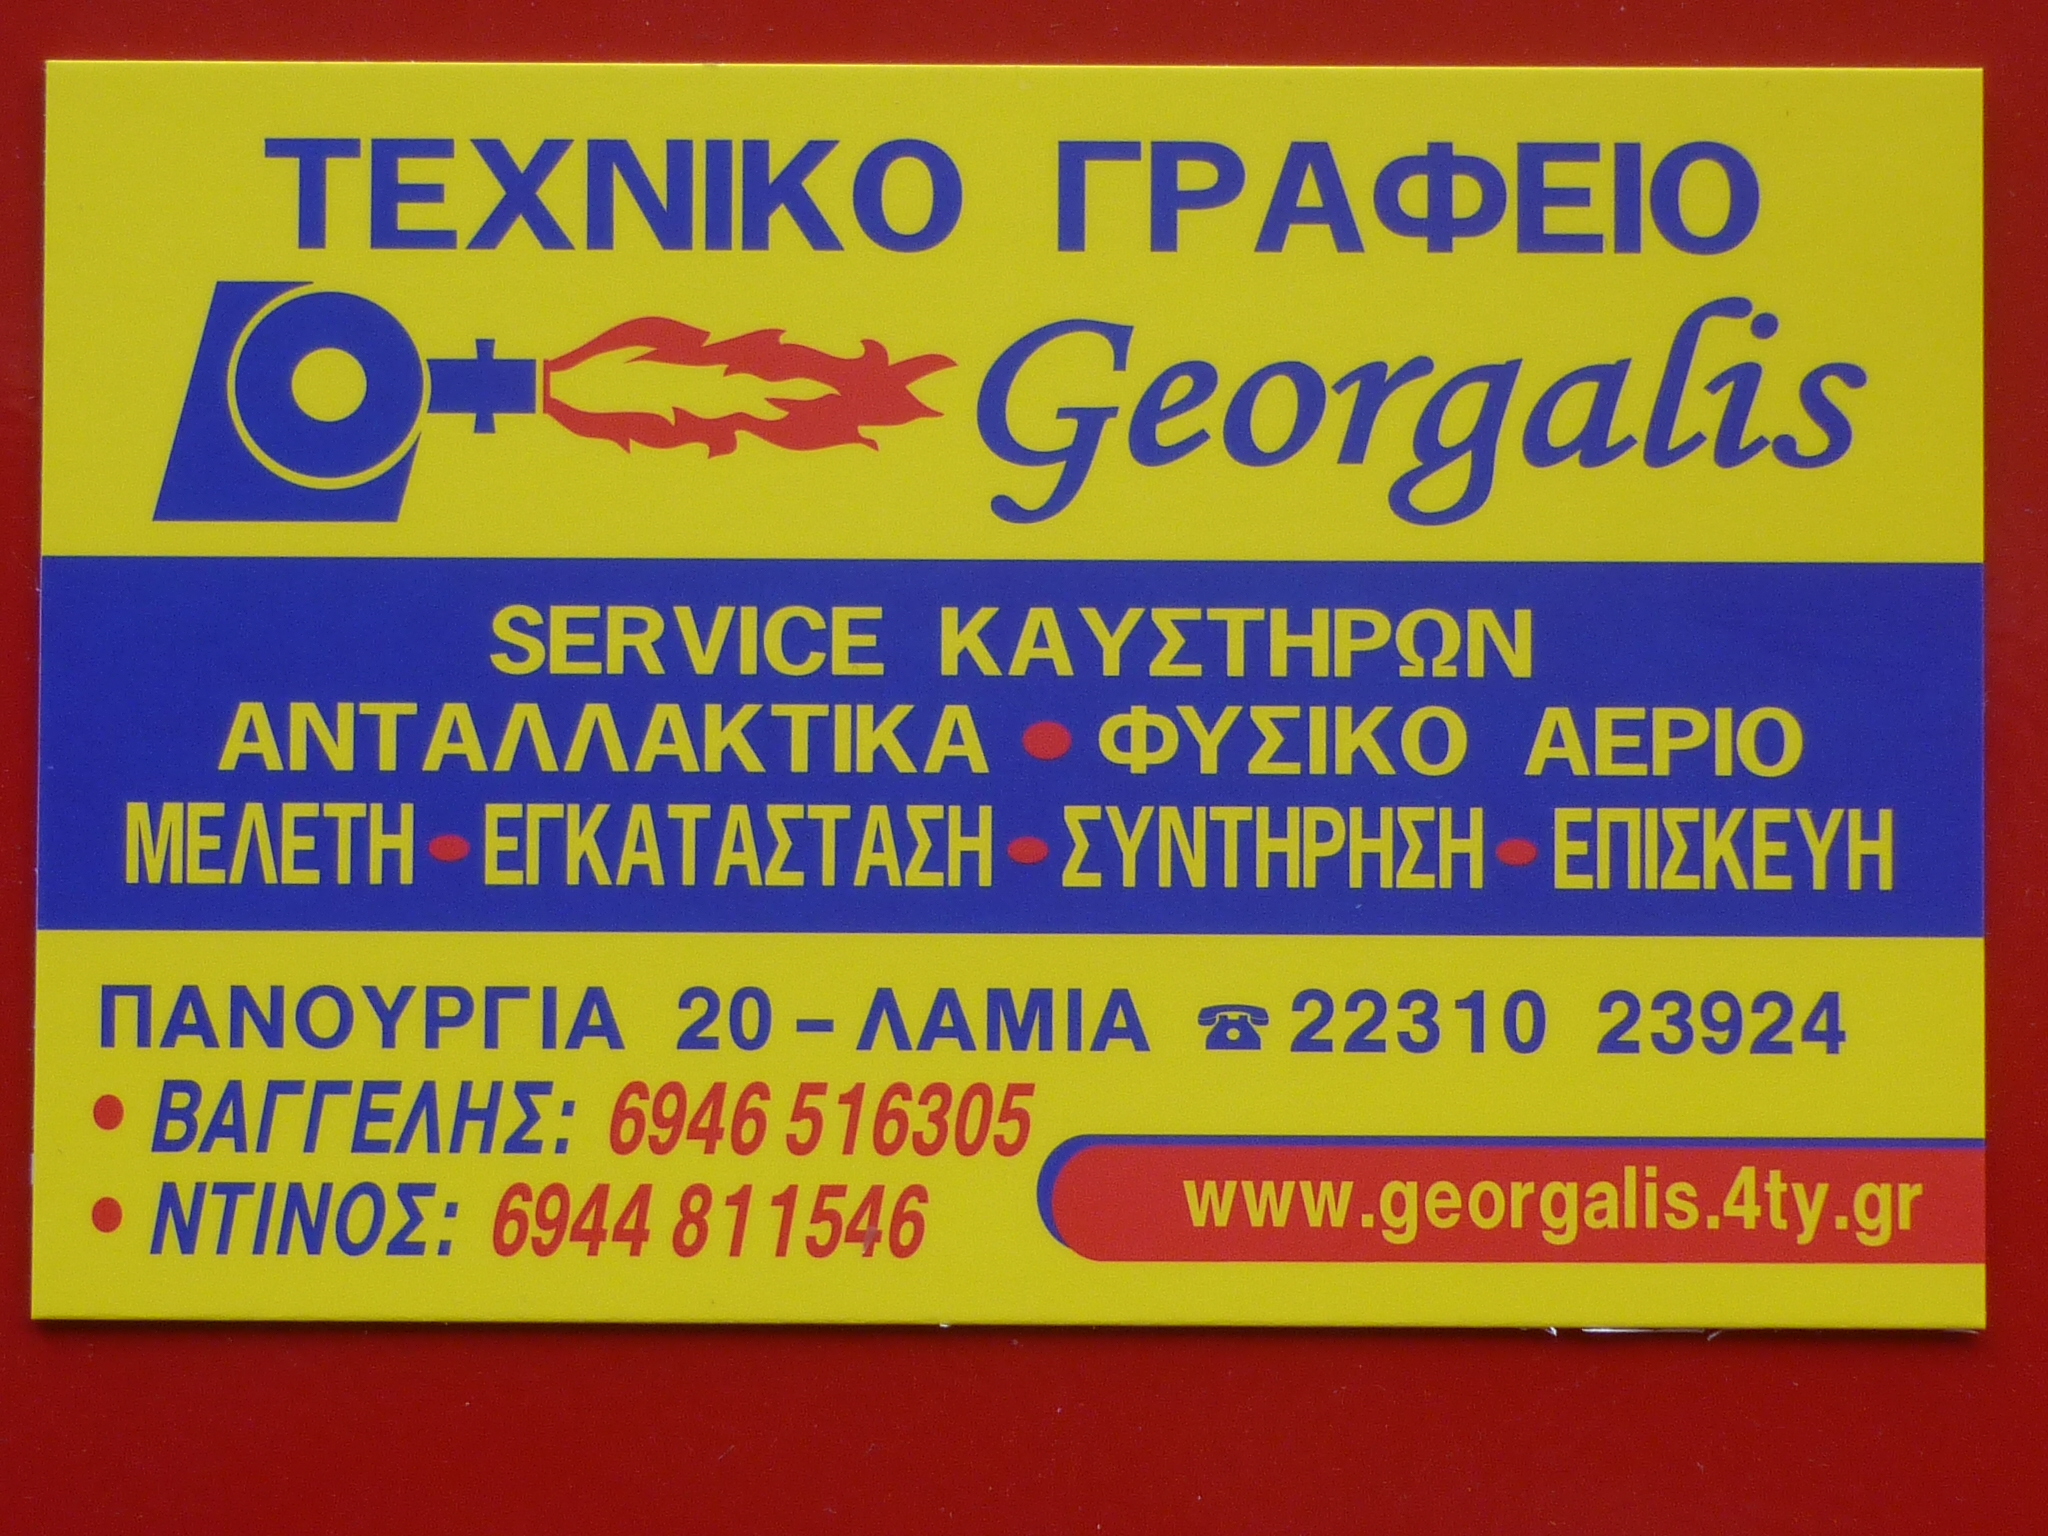 ΤΕΧΝΙΚΟ ΓΡΑΦΕΙΟ
Georgalis
SERVICE ΚΑΥΣΤΗΡΩΝ
ΑΝΤΑΛΛΑΚΤΙΚΑ • ΦΥΣΙΚΟ ΑΕΡΙΟ
ΜΕΛΕΤΗ • ΕΓΚΑΤΑΣΤΑΣΗ • ΣΥΝΤΗΡΗΣΗ • ΕΠΙΣΚΕΥΗ
ΠΑΝΟΥΡΓΙΑ 20 – ΛΑΜΙΑ ☎ 22310 23924
• ΒΑΓΓΕΛΗΣ: 6946 516305
• ΝΤΙΝΟΣ: 6944 811546
www.georgalis.4ty.gr